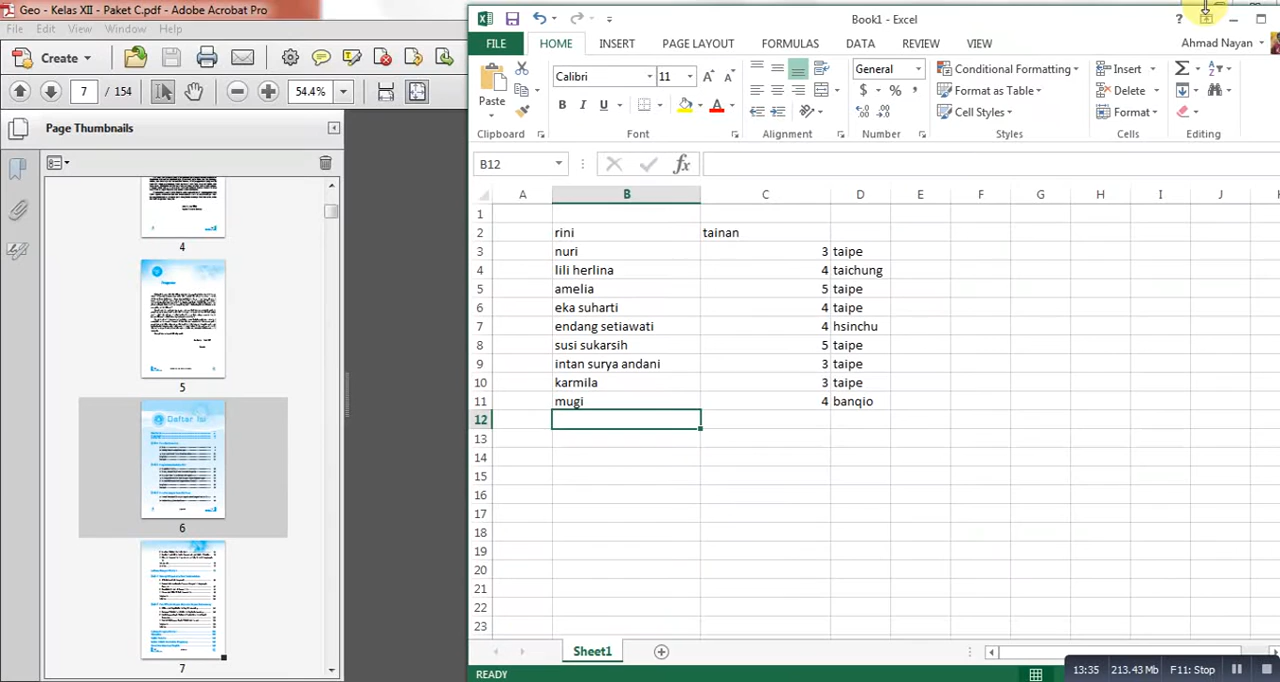 Geo - Kelas XII - Paket C.pdf - Adobe Acrobat Pro
File Edit View Window Help
Create
7 / 154 54.4%
Page Thumbnails
4
5
Daftar Isi
6
7
Book1 - Excel
FILE HOME INSERT PAGE LAYOUT FORMULAS DATA REVIEW VIEW Ahmad Nayan
Paste
Calibri 11
B I U A
General
$ % ,
Conditional Formatting
Format as Table
Cell Styles
Insert
Delete
Format
Clipboard Font Alignment Number Styles Cells Editing
B12 fx
A B C D E F G H I J
1
2 rini tainan
3 nuri 3 taipe
4 lili herlina 4 taichung
5 amelia 5 taipe
6 eka suharti 4 taipe
7 endang setiawati 4 hsinchu
8 susi sukarsih 5 taipe
9 intan surya andani 3 taipe
10 karmila 3 taipe
11 mugi 4 banqio
12
13
14
15
16
17
18
19
20
21
22
23
Sheet1
READY
13:35 213.43 Mb F11: Stop